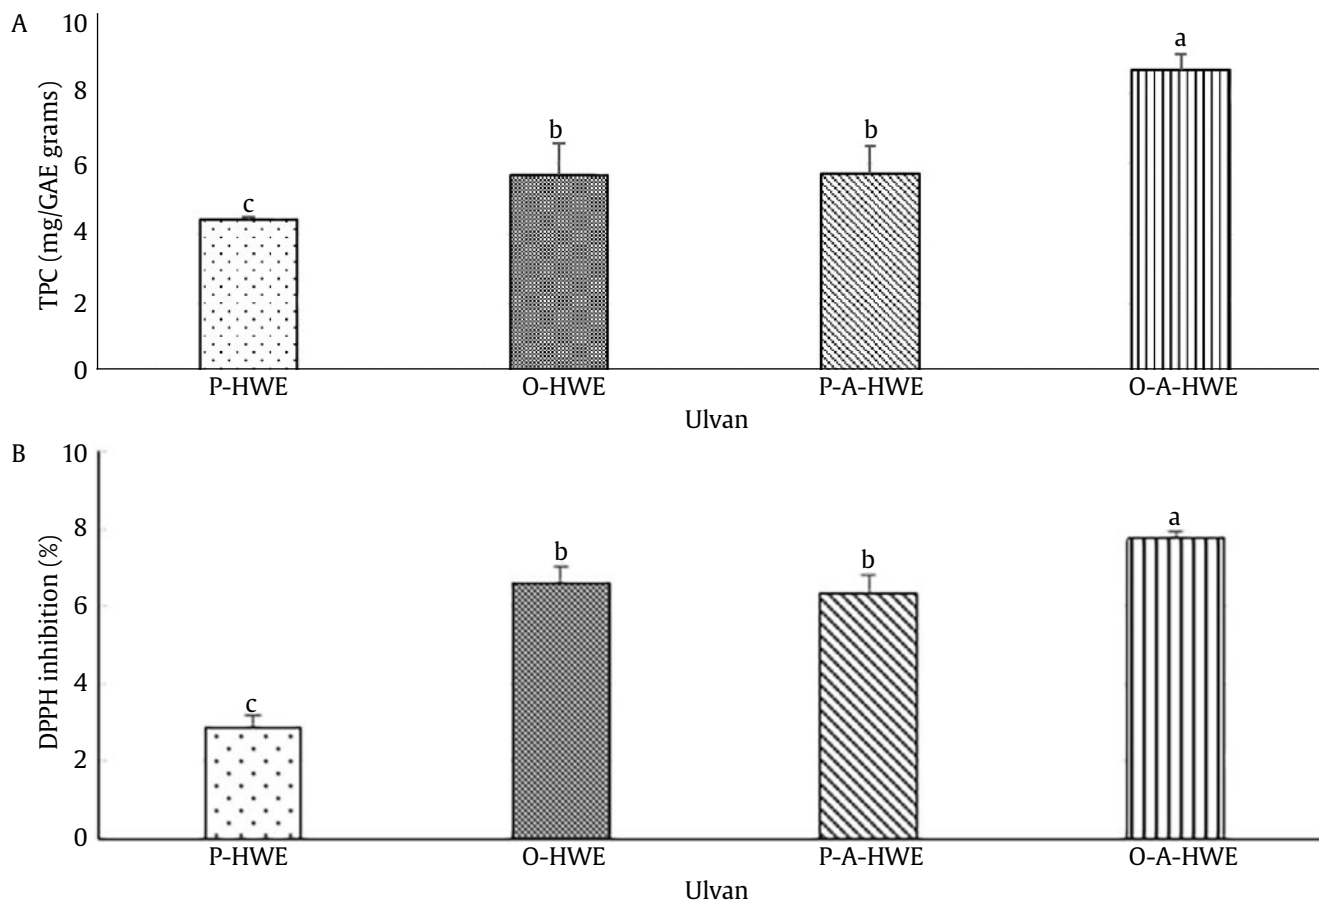 A
10
8
6
4
2
0
TPC (mg/GAE grams)
c
b
b
a
P-HWE O-HWE P-A-HWE O-A-HWE
Ulvan
B
10
8
6
4
2
0
DPPH inhibition (%)
c
b
b
a
P-HWE O-HWE P-A-HWE O-A-HWE
Ulvan